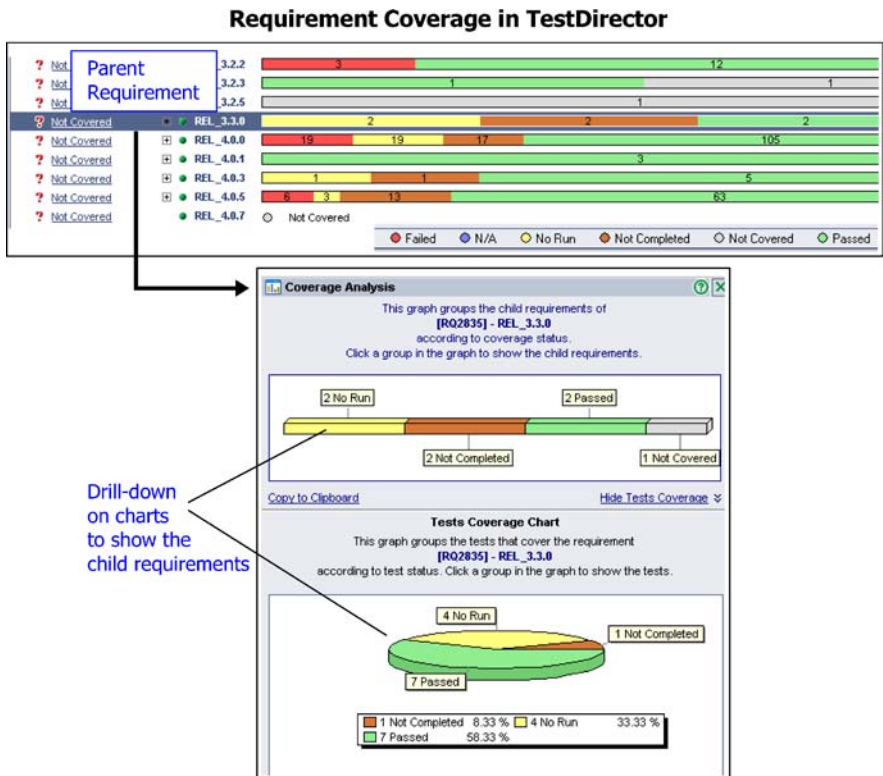 Requirement Coverage in TestDirector
Parent
Requirement
? Not _3.2.2 3 12
? Not _3.2.3 1 1
? Not _3.2.5 1
? Not Covered REL_3.3.0 2 2 2
? Not Covered REL_4.0.0 19 19 17 105
? Not Covered REL_4.0.1 3
? Not Covered REL_4.0.3 1 1 5
? Not Covered REL_4.0.5 6 3 13 63
? Not Covered REL_4.0.7 Not Covered
Failed N/A No Run Not Completed Not Covered Passed
Coverage Analysis
This graph groups the child requirements of
[RQ2835] - REL_3.3.0
according to coverage status.
Click a group in the graph to show the child requirements.
2 No Run 2 Passed
2 Not Completed 1 Not Covered
Drill-down
on charts
to show the
child requirements
Copy to Clipboard Hide Tests Coverage
Tests Coverage Chart
This graph groups the tests that cover the requirement
[RQ2835] - REL_3.3.0
according to test status. Click a group in the graph to show the tests.
4 No Run
1 Not Completed
7 Passed
1 Not Completed 8.33 % 4 No Run 33.33 %
7 Passed 58.33 %